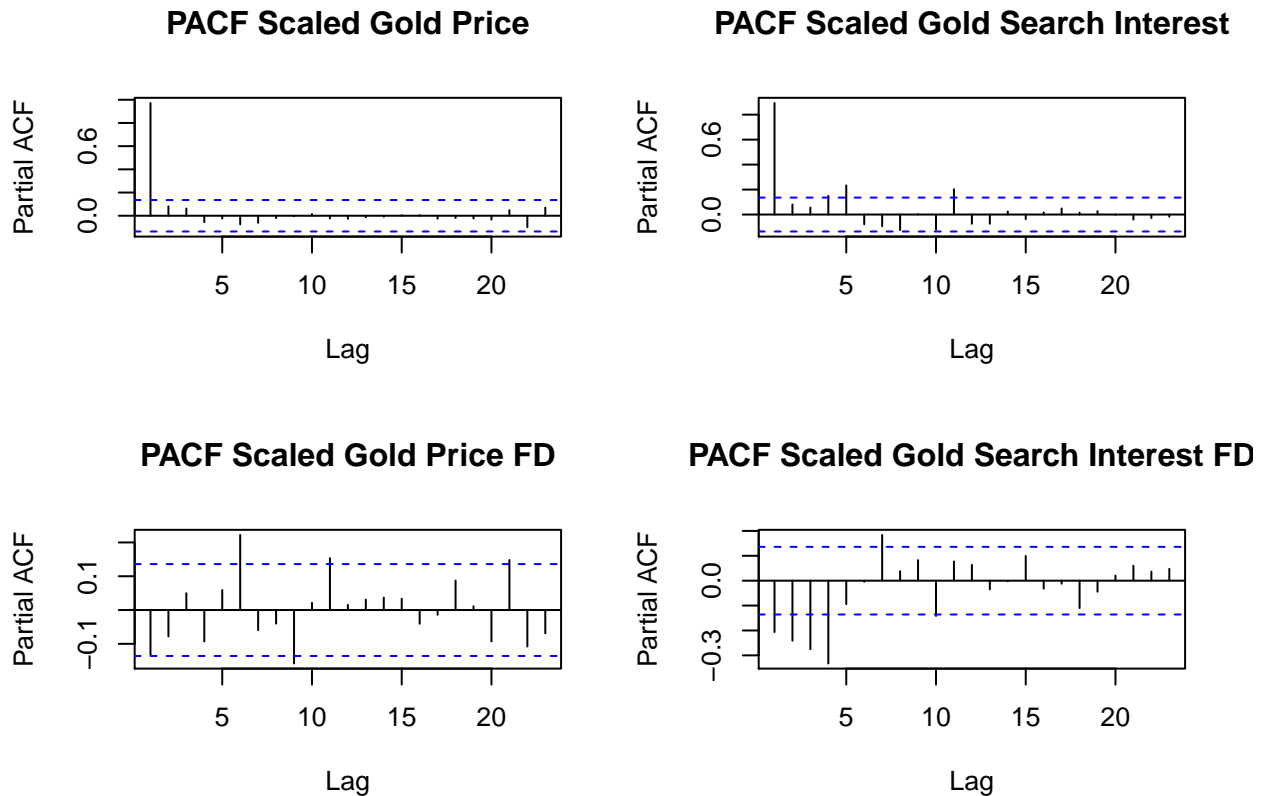 PACF Scaled Gold Price
Partial ACF
0.0 0.6
5 10 15 20
Lag
PACF Scaled Gold Search Interest
Partial ACF
0.0 0.6
5 10 15 20
Lag
PACF Scaled Gold Price FD
Partial ACF
−0.1 0.1
5 10 15 20
Lag
PACF Scaled Gold Search Interest FD
Partial ACF
−0.3 0.0
5 10 15 20
Lag